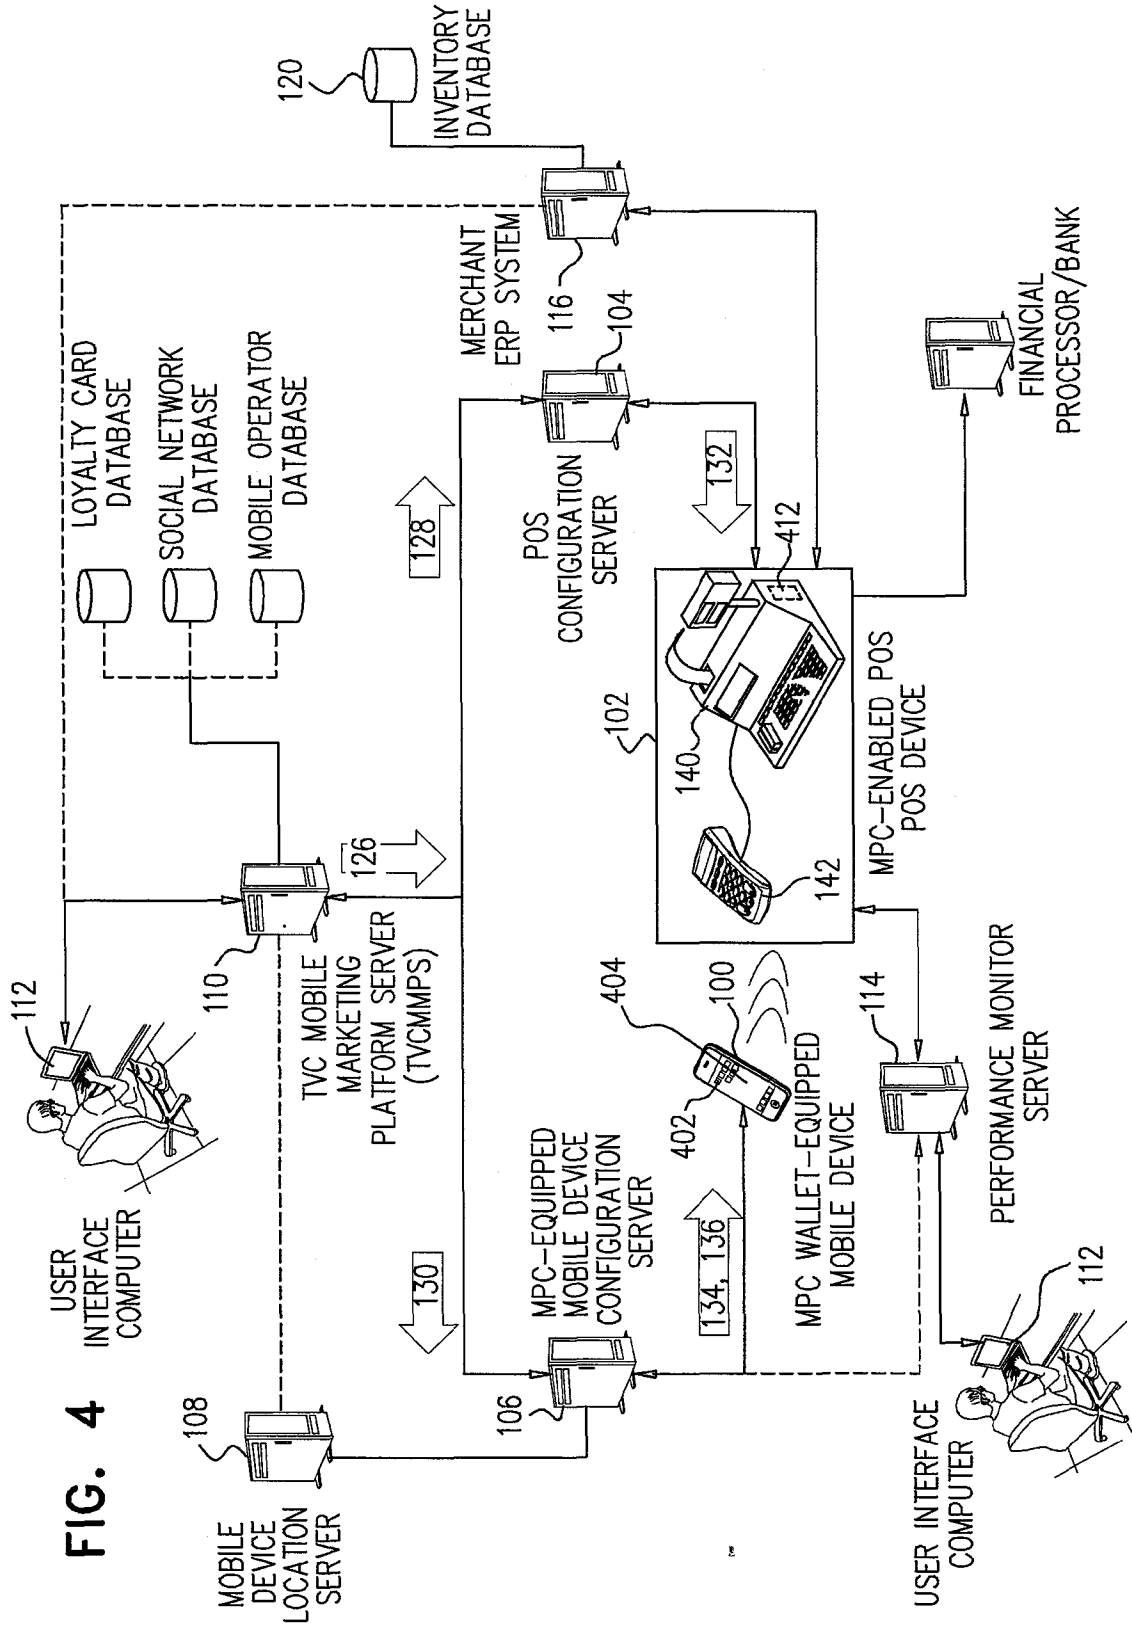 FIG. 4
USER
INTERFACE
COMPUTER
112
LOYALTY CARD
DATABASE
SOCIAL NETWORK
DATABASE
MOBILE OPERATOR
DATABASE
120
INVENTORY
DATABASE
108
MOBILE
DEVICE
LOCATION
SERVER
110
TVC MOBILE
MARKETING
PLATFORM SERVER
(TVCMMPS)
126
128
130
MERCHANT
ERP SYSTEM
116
104
POS
CONFIGURATION
SERVER
132
106
MPC-EQUIPPED
MOBILE DEVICE
CONFIGURATION
SERVER
134, 136
402
404
100
MPC WALLET-EQUIPPED
MOBILE DEVICE
102
140
142
412
MPC-ENABLED POS
POS DEVICE
FINANCIAL
PROCESSOR/BANK
114
PERFORMANCE MONITOR
SERVER
112
USER INTERFACE
COMPUTER